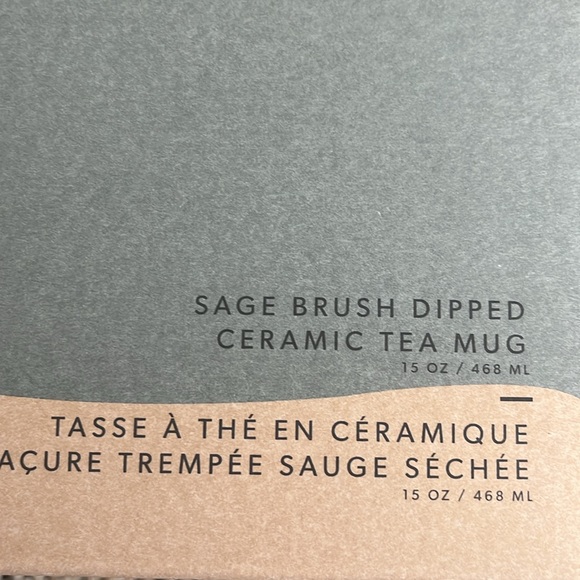 SAGE BRUSH DIPPED
CERAMIC TEA MUG
15 OZ / 468 ML
TASSE À THÉ EN CÉRAMIQUE
TREMPÉE SAUGE SÉCHÉE
15 OZ / 468 ML